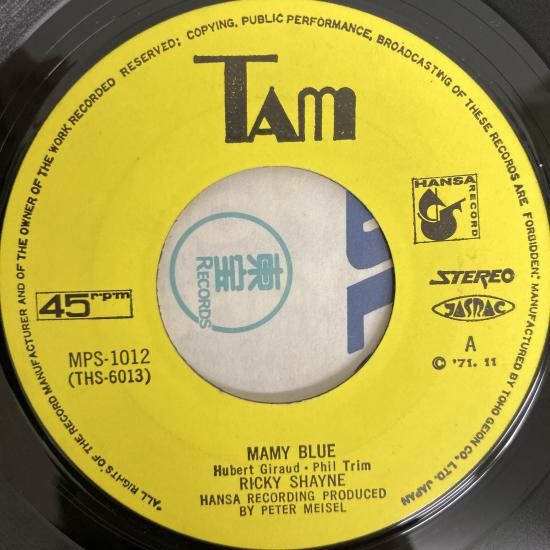 *ALL RIGHTS OF THE RECORD MANUFACTURER AND OF THE OWNER OF THE WORK RECORDED RESERVED; COPYING, PUBLIC PERFORMANCE, BROADCASTING OF THESE RECORDS ARE FORBIDDEN: MANUFACTURED BY TOHO GEION CO., LTD. JAPAN
TAM
HANSA
RECORD
STEREO
JASRAC
45rpm
MPS-1012
A
(THS-6013)
© '71. 11
RECORDS
MAMY BLUE
Hubert Giraud · Phil Trim
RICKY SHAYNE
HANSA RECORDING PRODUCED
BY PETER MEISEL